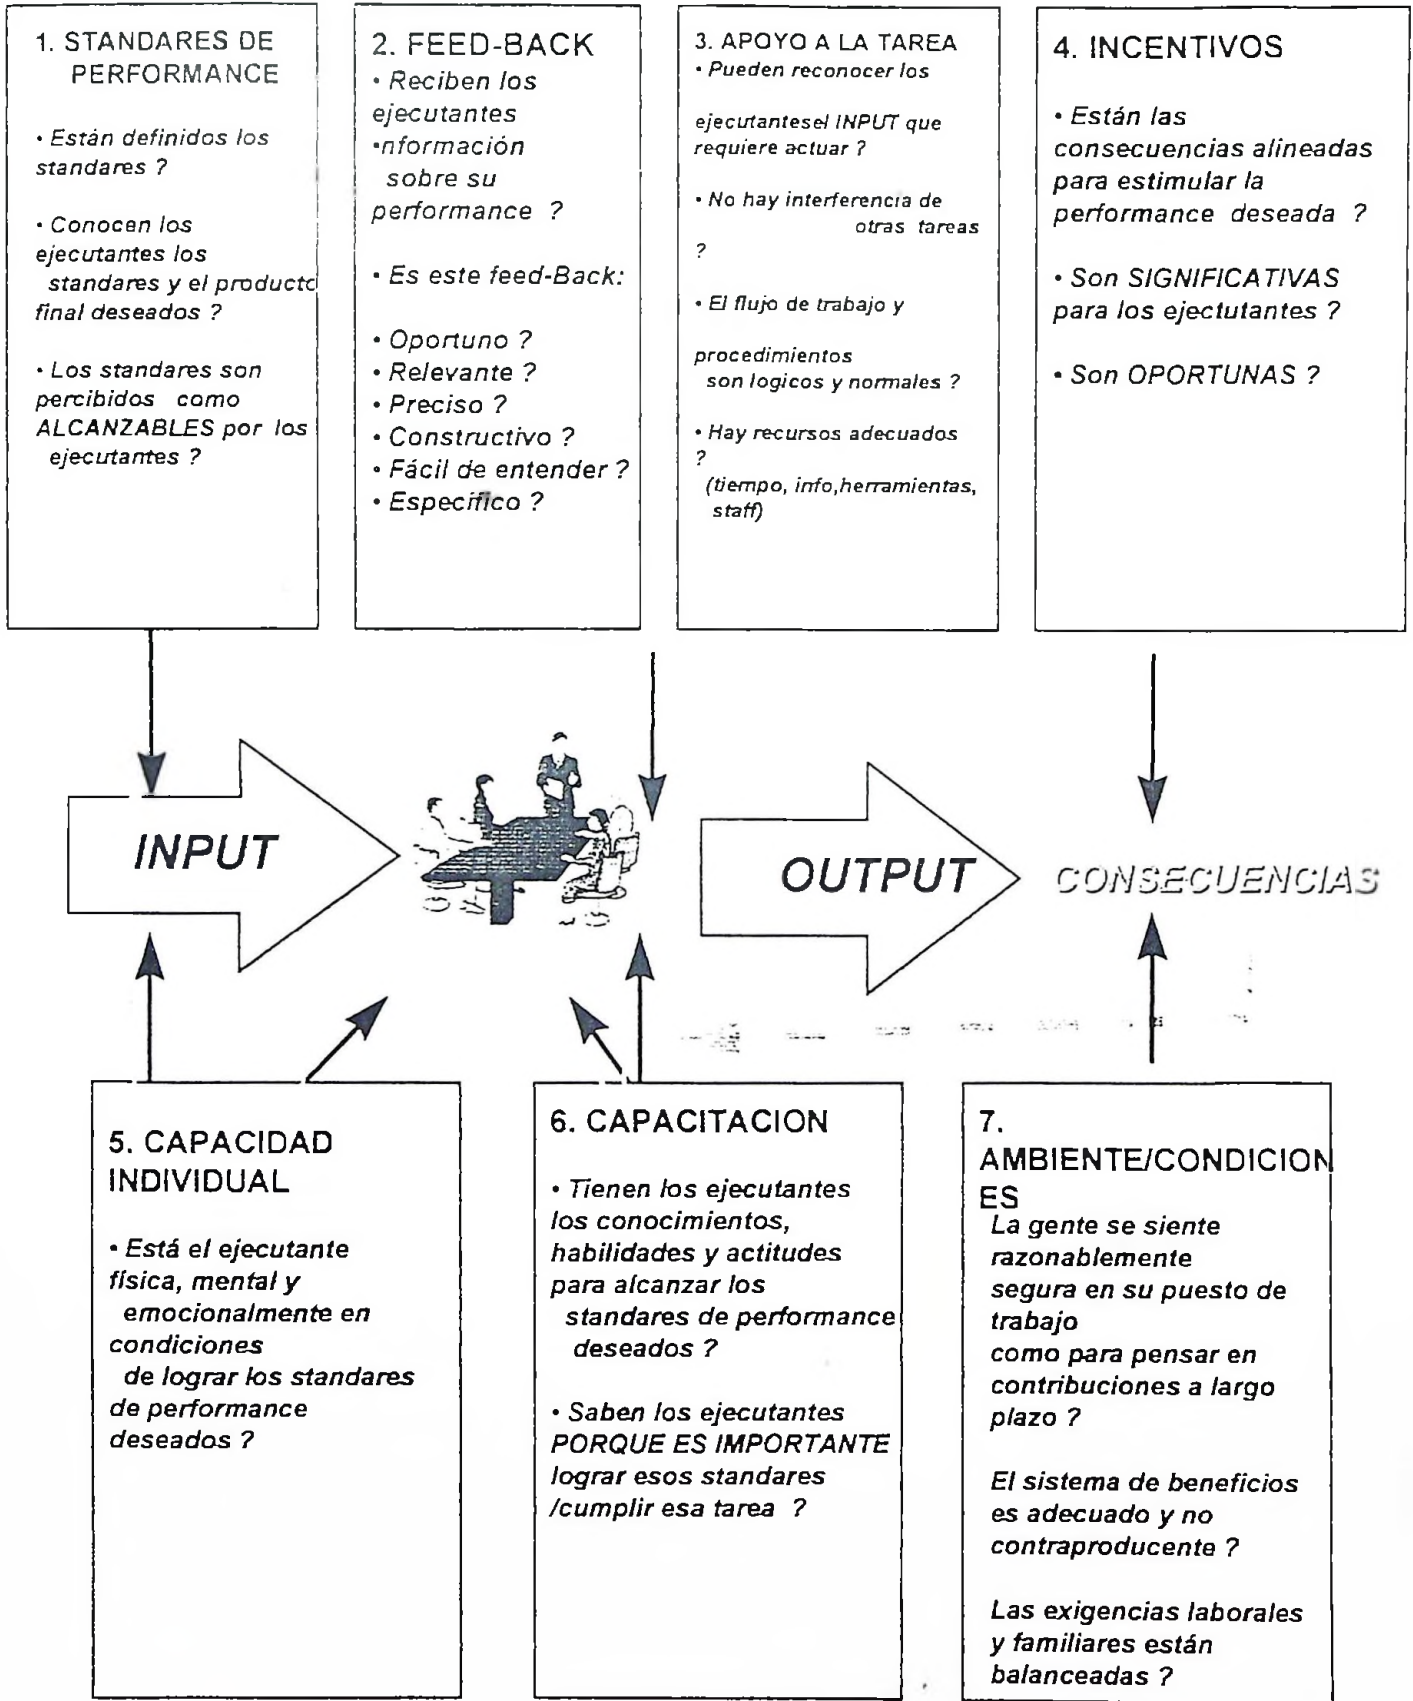 1. STANDARES DE
PERFORMANCE
• Están definidos los
standares ?
• Conocen los
ejecutantes los
standares y el producto
final deseados ?
• Los standares son
percibidos como
ALCANZABLES por los
ejecutantes ?
2. FEED-BACK
• Reciben los
ejecutantes
•nformación
sobre su
performance ?
• Es este feed-Back:
• Oportuno ?
• Relevante ?
• Preciso ?
• Constructivo ?
• Fácil de entender ?
• Específico ?
3. APOYO A LA TAREA
• Pueden reconocer los
ejecutantesel INPUT que
requiere actuar ?
• No hay interferencia de
otras tareas
?
• El flujo de trabajo y
procedimientos
son logicos y normales ?
• Hay recursos adecuados
?
(tiempo, info,herramientas,
staff)
4. INCENTIVOS
• Están las
consecuencias alineadas
para estimular la
performance deseada ?
• Son SIGNIFICATIVAS
para los ejectutantes ?
• Son OPORTUNAS ?
INPUT
OUTPUT
CONSECUENCIAS
5. CAPACIDAD
INDIVIDUAL
• Está el ejecutante
física, mental y
emocionalmente en
condiciones
de lograr los standares
de performance
deseados ?
6. CAPACITACION
• Tienen los ejecutantes
los conocimientos,
habilidades y actitudes
para alcanzar los
standares de performance
deseados ?
• Saben los ejecutantes
PORQUE ES IMPORTANTE
lograr esos standares
/cumplir esa tarea ?
7.
AMBIENTE/CONDICION
ES
La gente se siente
razonablemente
segura en su puesto de
trabajo
como para pensar en
contribuciones a largo
plazo ?
El sistema de beneficios
es adecuado y no
contraproducente ?
Las exigencias laborales
y familiares están
balanceadas ?